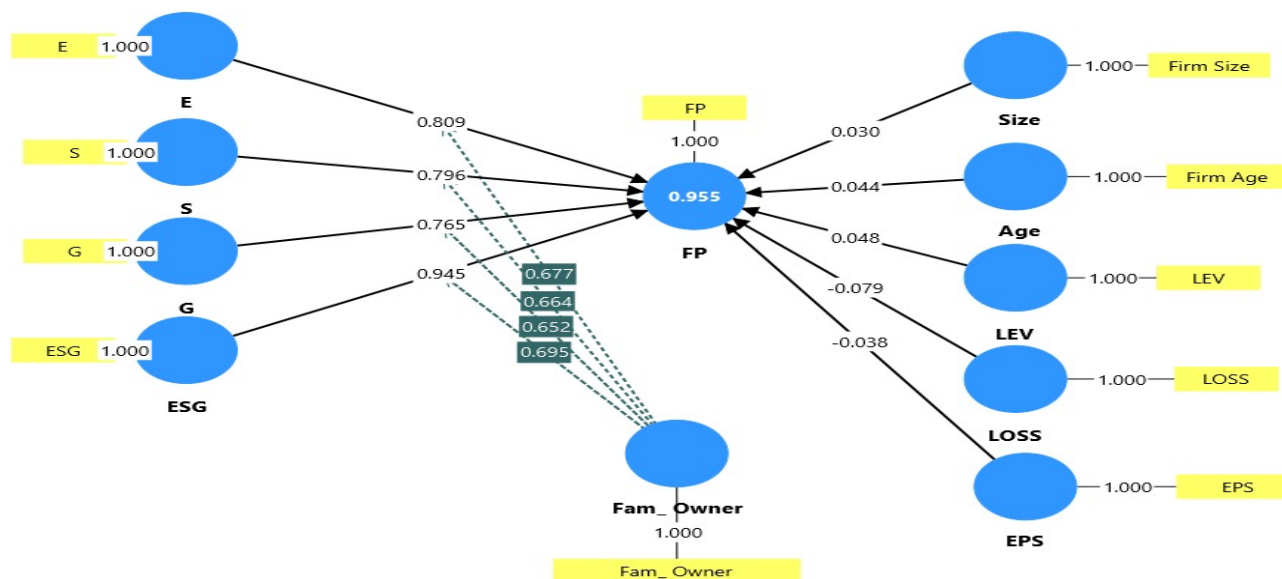 E
1.000
E
S
1.000
S
G
1.000
G
ESG
1.000
ESG
0.809
0.796
0.765
0.945
0.677
0.664
0.652
0.695
FP
1.000
0.955
FP
Fam_ Owner
1.000
Fam_ Owner
0.030
0.044
0.048
-0.079
-0.038
1.000
Firm Size
Size
1.000
Firm Age
Age
1.000
LEV
LEV
1.000
LOSS
LOSS
1.000
EPS
EPS